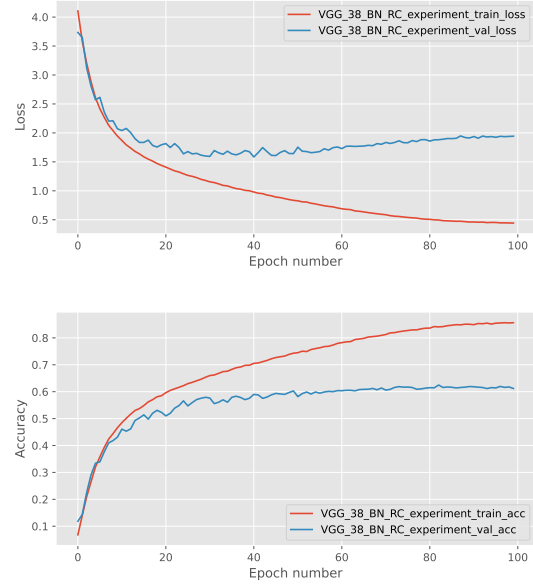 4.0
3.5
3.0
2.5
2.0
1.5
1.0
0.5
Loss
VGG_38_BN_RC_experiment_train_loss
VGG_38_BN_RC_experiment_val_loss
0 20 40 60 80 100
Epoch number
0.8
0.7
0.6
0.5
0.4
0.3
0.2
0.1
Accuracy
VGG_38_BN_RC_experiment_train_acc
VGG_38_BN_RC_experiment_val_acc
0 20 40 60 80 100
Epoch number